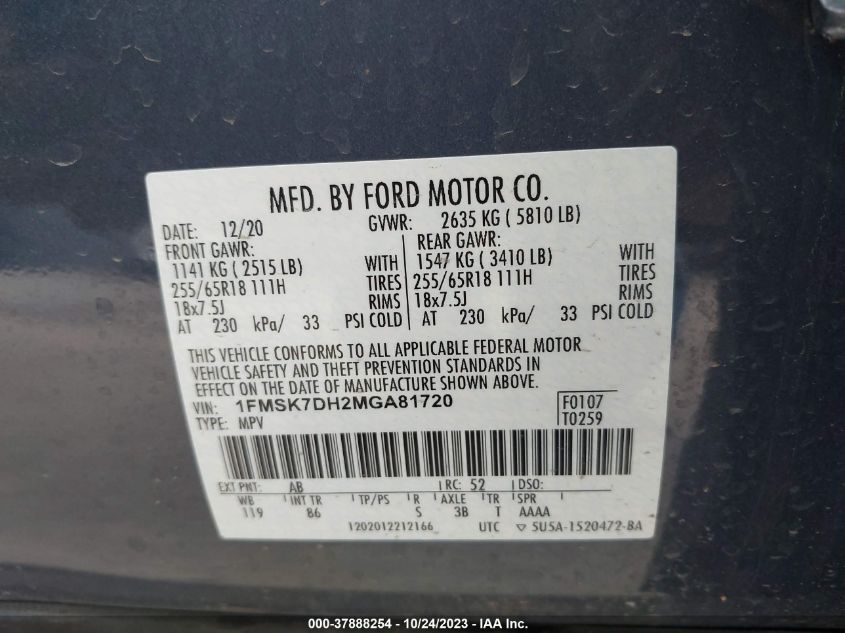 MFD. BY FORD MOTOR CO.
DATE: 12/20 GVWR: 2635 KG ( 5810 LB)
FRONT GAWR: REAR GAWR:
1141 KG ( 2515 LB) WITH 1547 KG ( 3410 LB) WITH
255/65R18 111H TIRES 255/65R18 111H TIRES
18x7.5J RIMS 18x7.5J RIMS
AT 230 kPa/ 33 PSI COLD AT 230 kPa/ 33 PSI COLD
THIS VEHICLE CONFORMS TO ALL APPLICABLE FEDERAL MOTOR
VEHICLE SAFETY AND THEFT PREVENTION STANDARDS IN
EFFECT ON THE DATE OF MANUFACTURE SHOWN ABOVE.
VIN: 1FMSK7DH2MGA81720 F0107
TYPE: MPV T0259
EXT PNT: AB RC: 52 DSO:
WB INT TR TP/PS R AXLE TR SPR
119 86 S 3B T AAAA
1202012212166 UTC ▽ 5U5A-1520472-BA
000-37888254 - 10/24/2023 - Copyright © IAA, Inc.